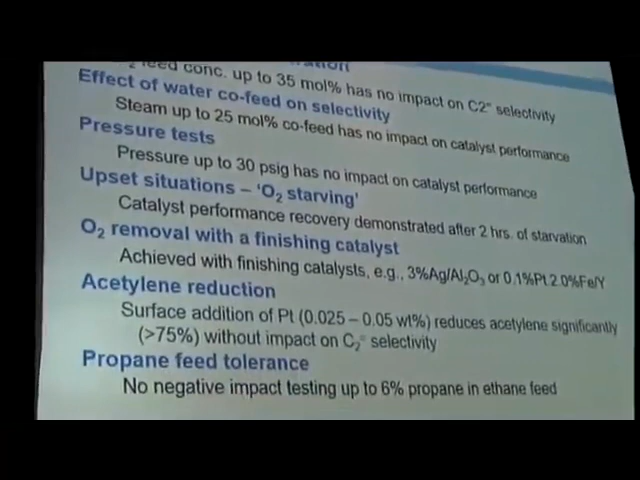 feed conc. up to 35 mol% has no impact on C2= selectivity
Effect of water co-feed on selectivity
Steam up to 25 mol% co-feed has no impact on catalyst performance
Pressure tests
Pressure up to 30 psig has no impact on catalyst performance
Upset situations – 'O2 starving'
Catalyst performance recovery demonstrated after 2 hrs. of starvation
O2 removal with a finishing catalyst
Achieved with finishing catalysts, e.g., 3%Ag/Al2O3 or 0.1%Pt.2.0%Fe/Y
Acetylene reduction
Surface addition of Pt (0.025 – 0.05 wt%) reduces acetylene significantly
(>75%) without impact on C2= selectivity
Propane feed tolerance
No negative impact testing up to 6% propane in ethane feed